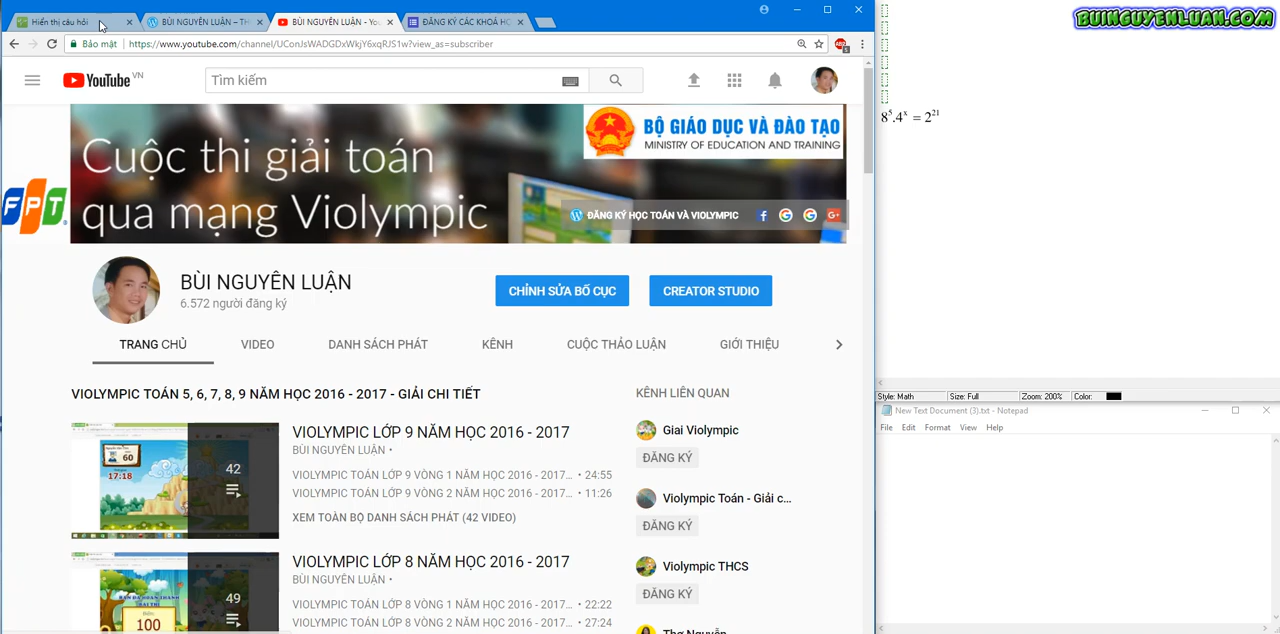 Hiển thị câu hỏi
BÙI NGUYÊN LUẬN – TH
BÙI NGUYÊN LUẬN - You
ĐĂNG KÝ CÁC KHOÁ HỌ
Bảo mật
https://www.youtube.com/channel/UConJsWADGDxWkjY6xqRJS1w?view_as=subscriber
YouTube VN
Tìm kiếm
BỘ GIÁO DỤC VÀ ĐÀO TẠO
MINISTRY OF EDUCATION AND TRAINING
Cuộc thi giải toán
qua mạng Violympic
FPT
ĐĂNG KÝ HỌC TOÁN VÀ VIOLYMPIC
BÙI NGUYÊN LUẬN
6.572 người đăng ký
CHỈNH SỬA BỐ CỤC
CREATOR STUDIO
TRANG CHỦ
VIDEO
DANH SÁCH PHÁT
KÊNH
CUỘC THẢO LUẬN
GIỚI THIỆU
VIOLYMPIC TOÁN 5, 6, 7, 8, 9 NĂM HỌC 2016 - 2017 - GIẢI CHI TIẾT
60
17:18
42
VIOLYMPIC LỚP 9 NĂM HỌC 2016 - 2017
BÙI NGUYÊN LUẬN •
VIOLYMPIC TOÁN LỚP 9 VÒNG 1 NĂM HỌC 2016 - 2017... • 24:55
VIOLYMPIC TOÁN LỚP 9 VÒNG 2 NĂM HỌC 2016 - 2017... • 11:26
XEM TOÀN BỘ DANH SÁCH PHÁT (42 VIDEO)
100
49
VIOLYMPIC LỚP 8 NĂM HỌC 2016 - 2017
BÙI NGUYÊN LUẬN •
VIOLYMPIC TOÁN LỚP 8 VÒNG 1 NĂM HỌC 2016 - 2017... • 22:22
VIOLYMPIC TOÁN LỚP 8 VÒNG 2 NĂM HỌC 2016 - 2017... • 27:24
KÊNH LIÊN QUAN
Giai Violympic
ĐĂNG KÝ
Violympic Toán - Giải c...
ĐĂNG KÝ
Violympic THCS
ĐĂNG KÝ
Thơ Nguyễn
BUINGUYENLUAN.COM
8⁵.4ˣ = 2²¹
Style: Math
Size: Full
Zoom: 200%
Color:
New Text Document (3).txt - Notepad
File Edit Format View Help